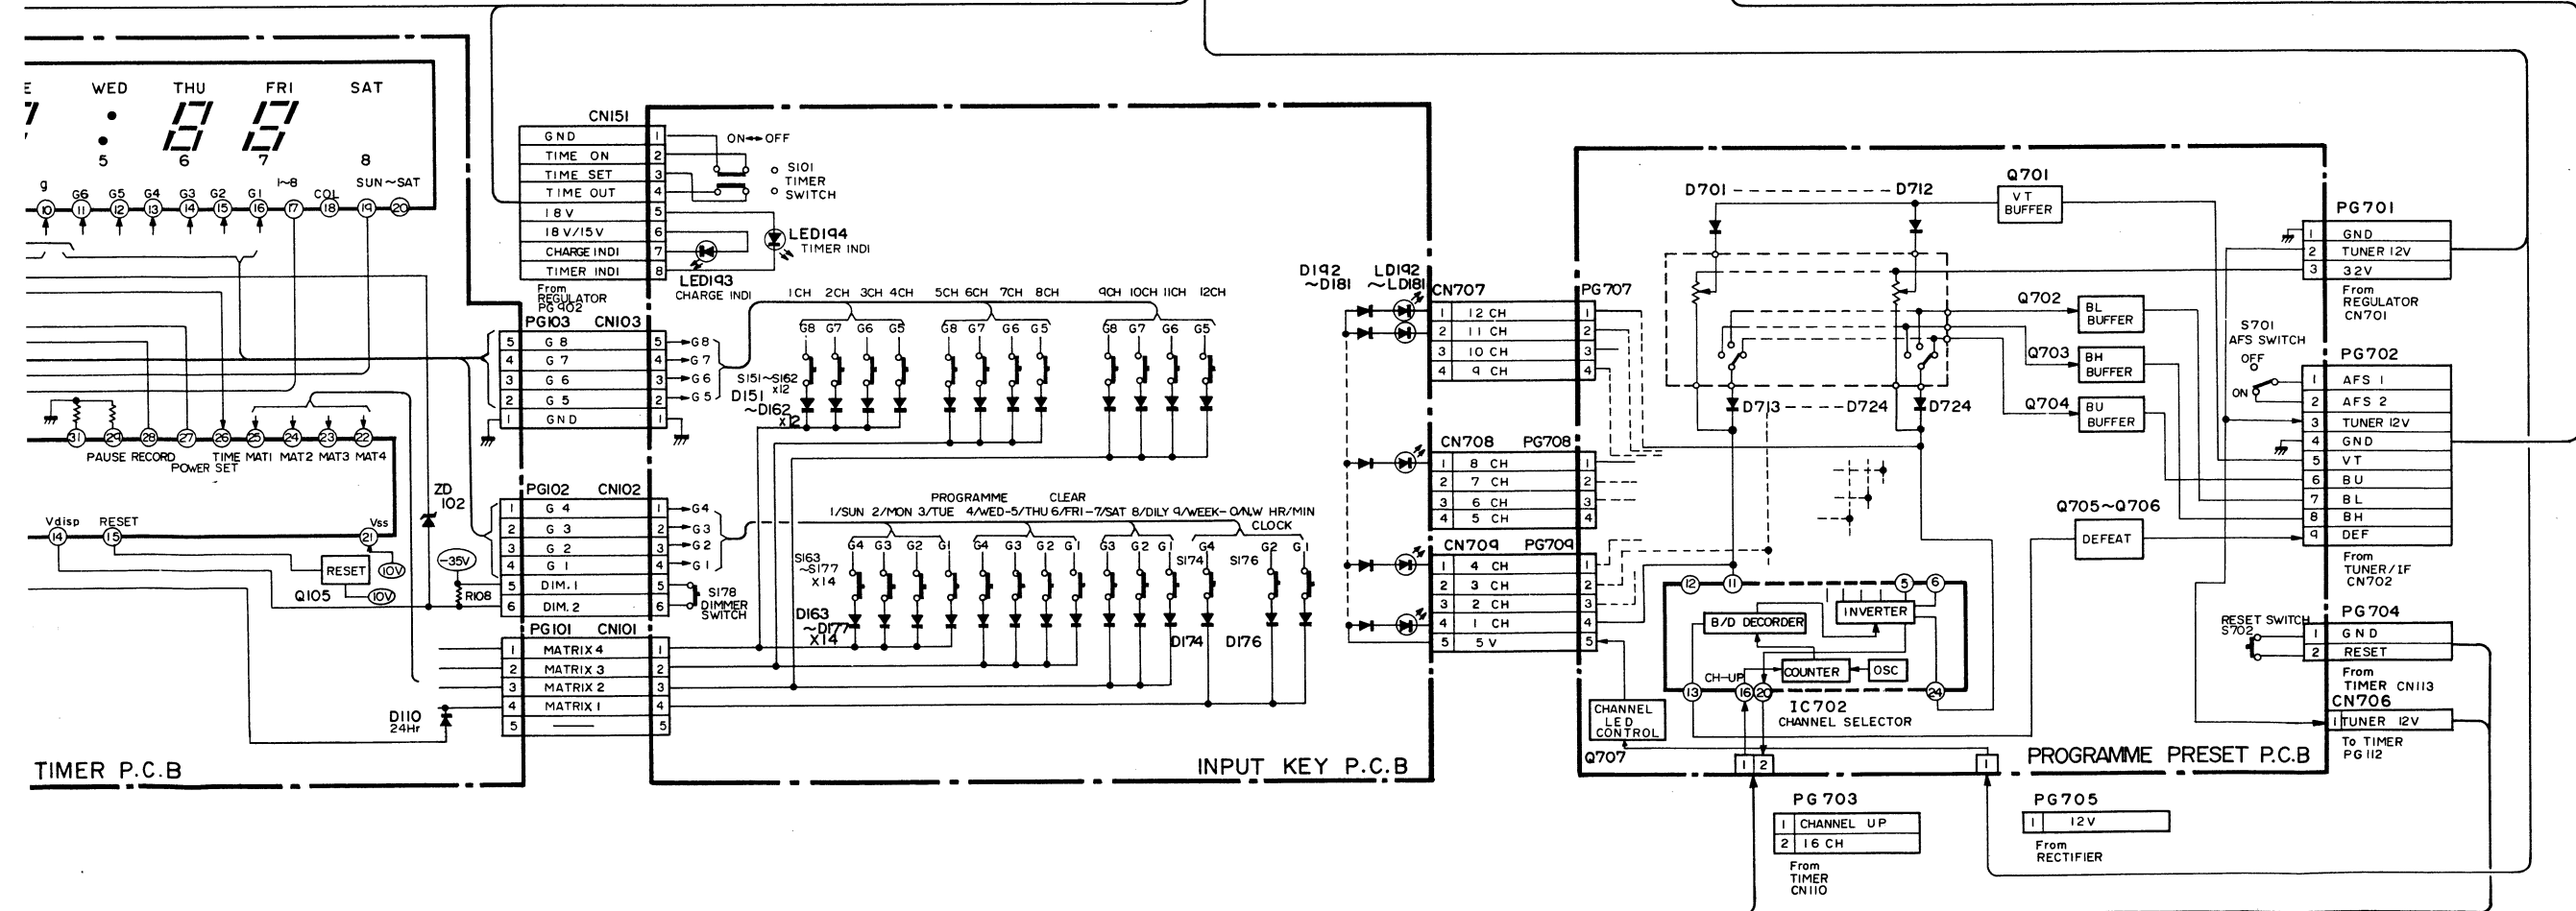 WED THU FRI SAT
5 6 7 8
g G6 G5 G4 G3 G2 G1 1~8 COL SUN~SAT
10 11 12 13 14 15 16 17 18 19 20
31 29 28 27 26 25 24 23 22
PAUSE RECORD TIME MAT1 MAT2 MAT3 MAT4
POWER SET
Vdisp RESET Vss
14 15 21
RESET
10V
10V
Q105
ZD
102
-35V
R108
D110
24Hr
TIMER P.C.B
CN151
GND 1
TIME ON 2
TIME SET 3
TIME OUT 4
18V 5
18V/15V 6
CHARGE INDI 7
TIMER INDI 8
From
REGULATOR
PG902
ON↔OFF
S101
TIMER
SWITCH
LED194
TIMER INDI
LED193
CHARGE INDI
PG103 CN103
5 G8 5 G8
4 G7 4 G7
3 G6 3 G6
2 G5 2 G5
1 GND 1
PG102 CN102
1 G4 1 G4
2 G3 2 G3
3 G2 3 G2
4 G1 4 G1
5 DIM.1 5
6 DIM.2 6
S178
DIMMER
SWITCH
PG101 CN101
1 MATRIX4 1
2 MATRIX3 2
3 MATRIX2 3
4 MATRIX1 4
5 5
1CH 2CH 3CH 4CH 5CH 6CH 7CH 8CH 9CH 10CH 11CH 12CH
G8 G7 G6 G5 G8 G7 G6 G5 G8 G7 G6 G5
S151~S162
x12
D151
~D162
x12
PROGRAMME CLEAR
1/SUN 2/MON 3/TUE 4/WED-5/THU 6/FRI-7/SAT 8/DILY 9/WEEK-0/N.W HR/MIN
CLOCK
G4 G3 G2 G1 G4 G3 G2 G1 G3 G2 G1 G4 G2 G1
S163
~S177
X14
S174 S176
D163
~D177
X14
D174 D176
INPUT KEY P.C.B
D192
~D181
LD192
~LD181
CN707 PG707
1 12 CH 1
2 11 CH 2
3 10 CH 3
4 9 CH 4
CN708 PG708
1 8 CH 1
2 7 CH 2
3 6 CH 3
4 5 CH 4
CN709 PG709
1 4 CH 1
2 3 CH 2
3 2 CH 3
4 1 CH 4
5 5V 5
D701 D712
Q701
VT
BUFFER
Q702
BL
BUFFER
Q703
BH
BUFFER
Q704
BU
BUFFER
D713 D724 D724
Q705~Q706
DEFEAT
12 11 5 6
INVERTER
B/D DECORDER
COUNTER OSC
CH-UP
13 16 20 24
IC702
CHANNEL SELECTOR
CHANNEL
LED
CONTROL
Q707
1 2
1
PROGRAMME PRESET P.C.B
PG703
1 CHANNEL UP
2 16 CH
From
TIMER
CN110
PG705
1 12V
From
RECTIFIER
PG701
1 GND
2 TUNER 12V
3 32V
From
REGULATOR
CN701
S701
AFS SWITCH
OFF
ON
PG702
1 AFS 1
2 AFS 2
3 TUNER 12V
4 GND
5 VT
6 BU
7 BL
8 BH
9 DEF
From
TUNER/IF
CN702
RESET SWITCH
S702
PG704
1 GND
2 RESET
From
TIMER CN113
CN706
1 TUNER 12V
To TIMER
PG112